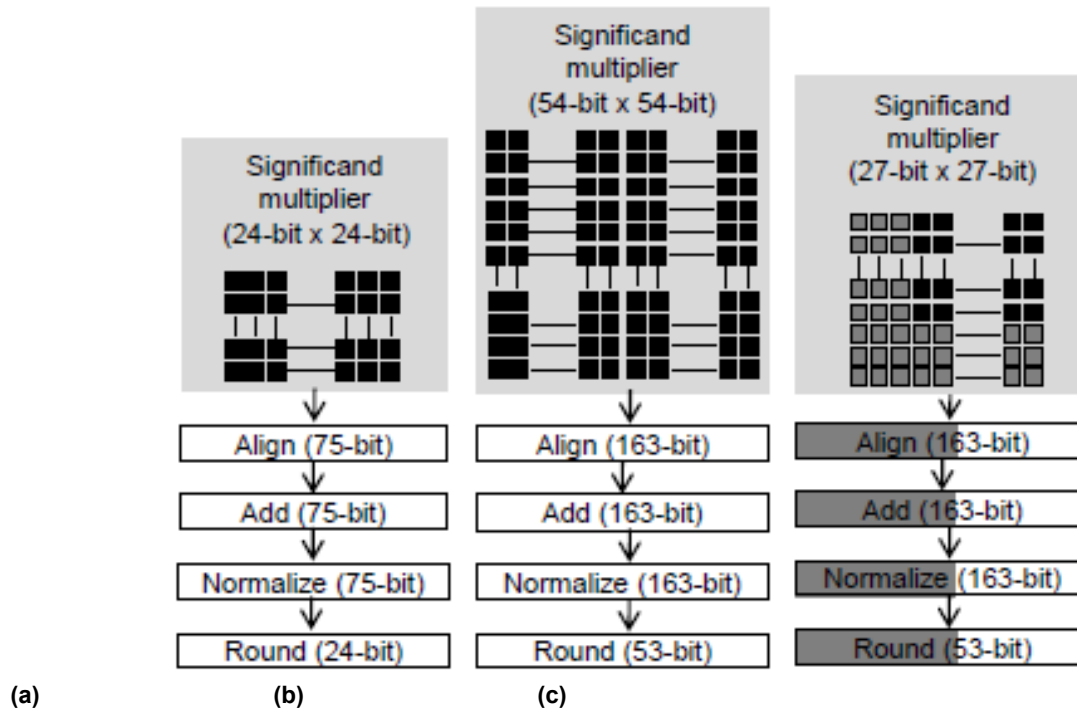 Significand
multiplier
(24-bit x 24-bit)
Align (75-bit)
Add (75-bit)
Normalize (75-bit)
Round (24-bit)
Significand
multiplier
(54-bit x 54-bit)
Align (163-bit)
Add (163-bit)
Normalize (163-bit)
Round (53-bit)
Significand
multiplier
(27-bit x 27-bit)
Align (163-bit)
Add (163-bit)
Normalize (163-bit)
Round (53-bit)
(a) (b) (c)